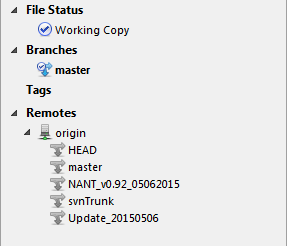 File Status
Working Copy
Branches
master
Tags
Remotes
origin
HEAD
master
NANT_v0.92_05062015
svnTrunk
Update_20150506